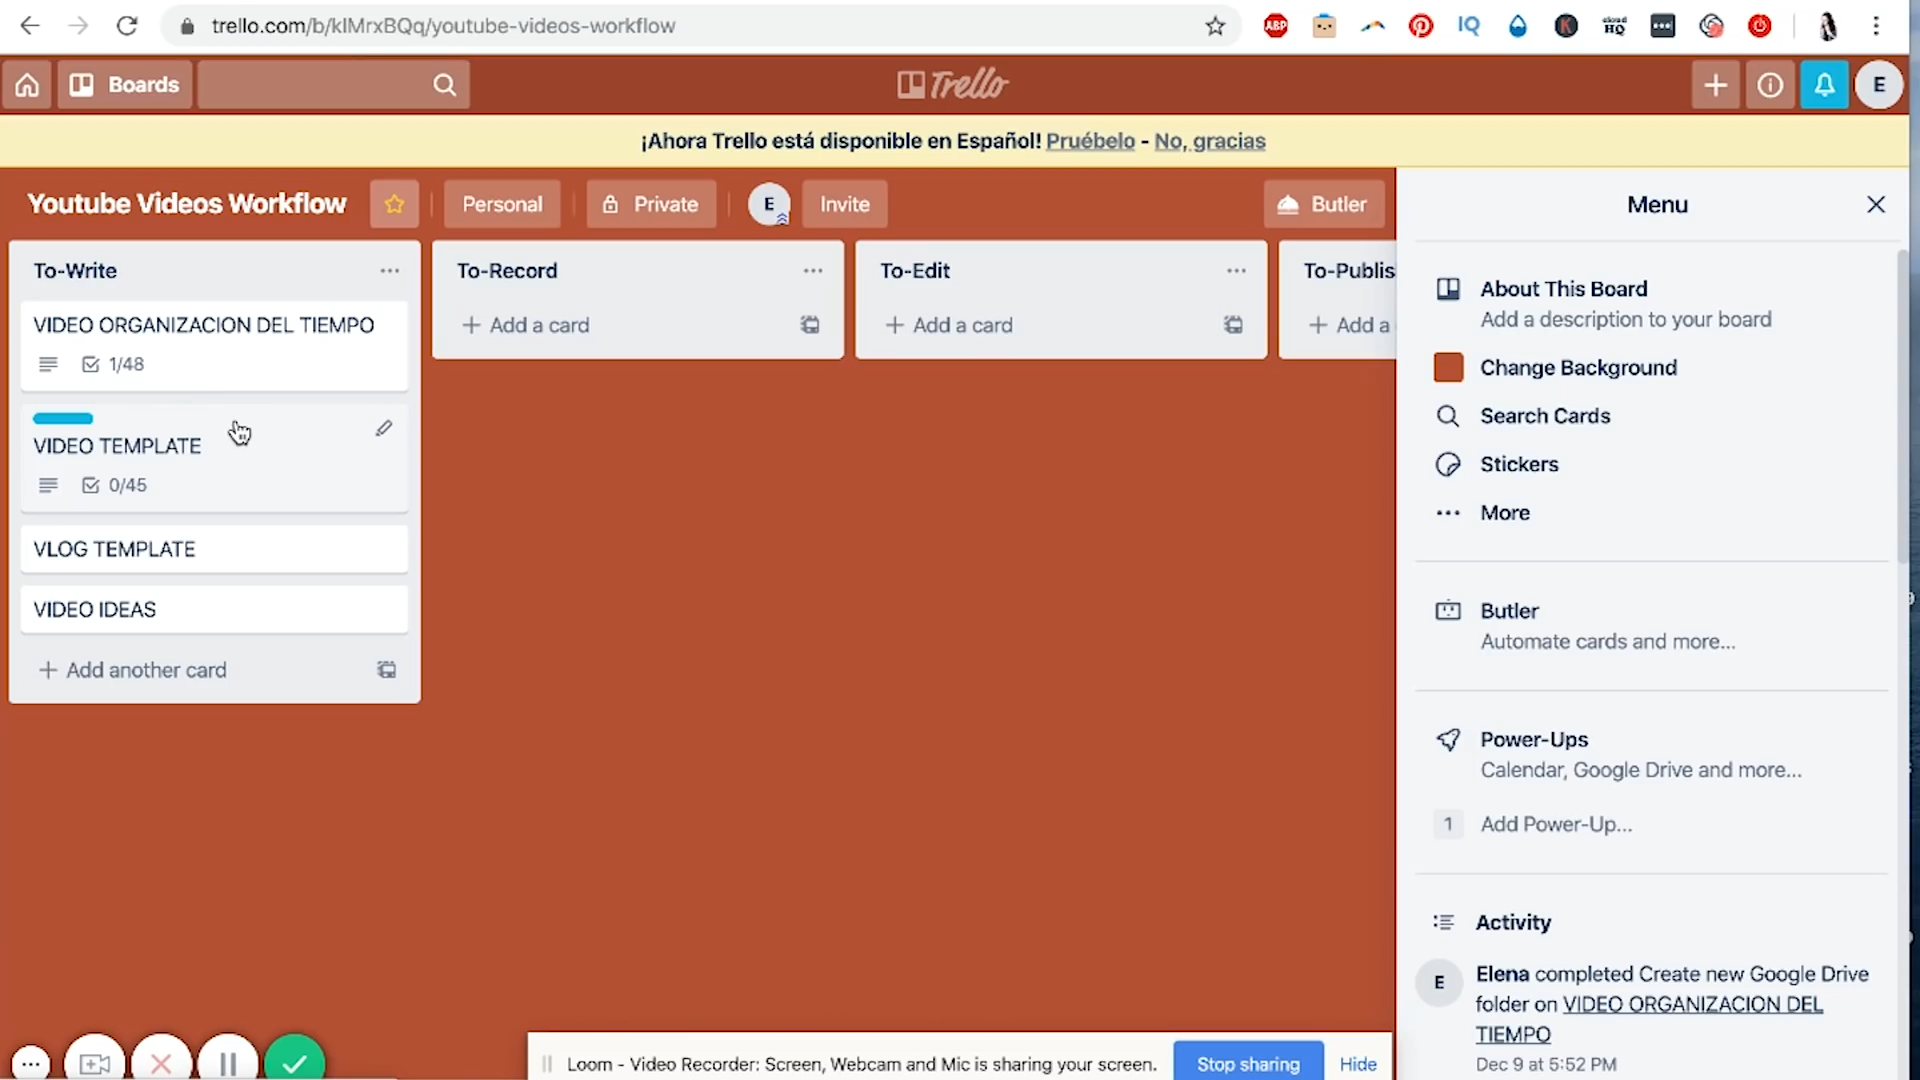 trello.com/b/klMrxBQq/youtube-videos-workflow
ABP
IQ
K
cloud HQ
Boards
Trello
E
¡Ahora Trello está disponible en Español! Pruébelo - No, gracias
Youtube Videos Workflow
Personal
Private
E
Invite
Butler
To-Write
VIDEO ORGANIZACION DEL TIEMPO
1/48
VIDEO TEMPLATE
0/45
VLOG TEMPLATE
VIDEO IDEAS
+ Add another card
To-Record
+ Add a card
To-Edit
+ Add a card
To-Publis
+ Add a
Menu
About This Board
Add a description to your board
Change Background
Search Cards
Stickers
More
Butler
Automate cards and more...
Power-Ups
Calendar, Google Drive and more...
1 Add Power-Up...
Activity
E
Elena completed Create new Google Drive
folder on VIDEO ORGANIZACION DEL
TIEMPO
Dec 9 at 5:52 PM
Loom - Video Recorder: Screen, Webcam and Mic is sharing your screen.
Stop sharing
Hide